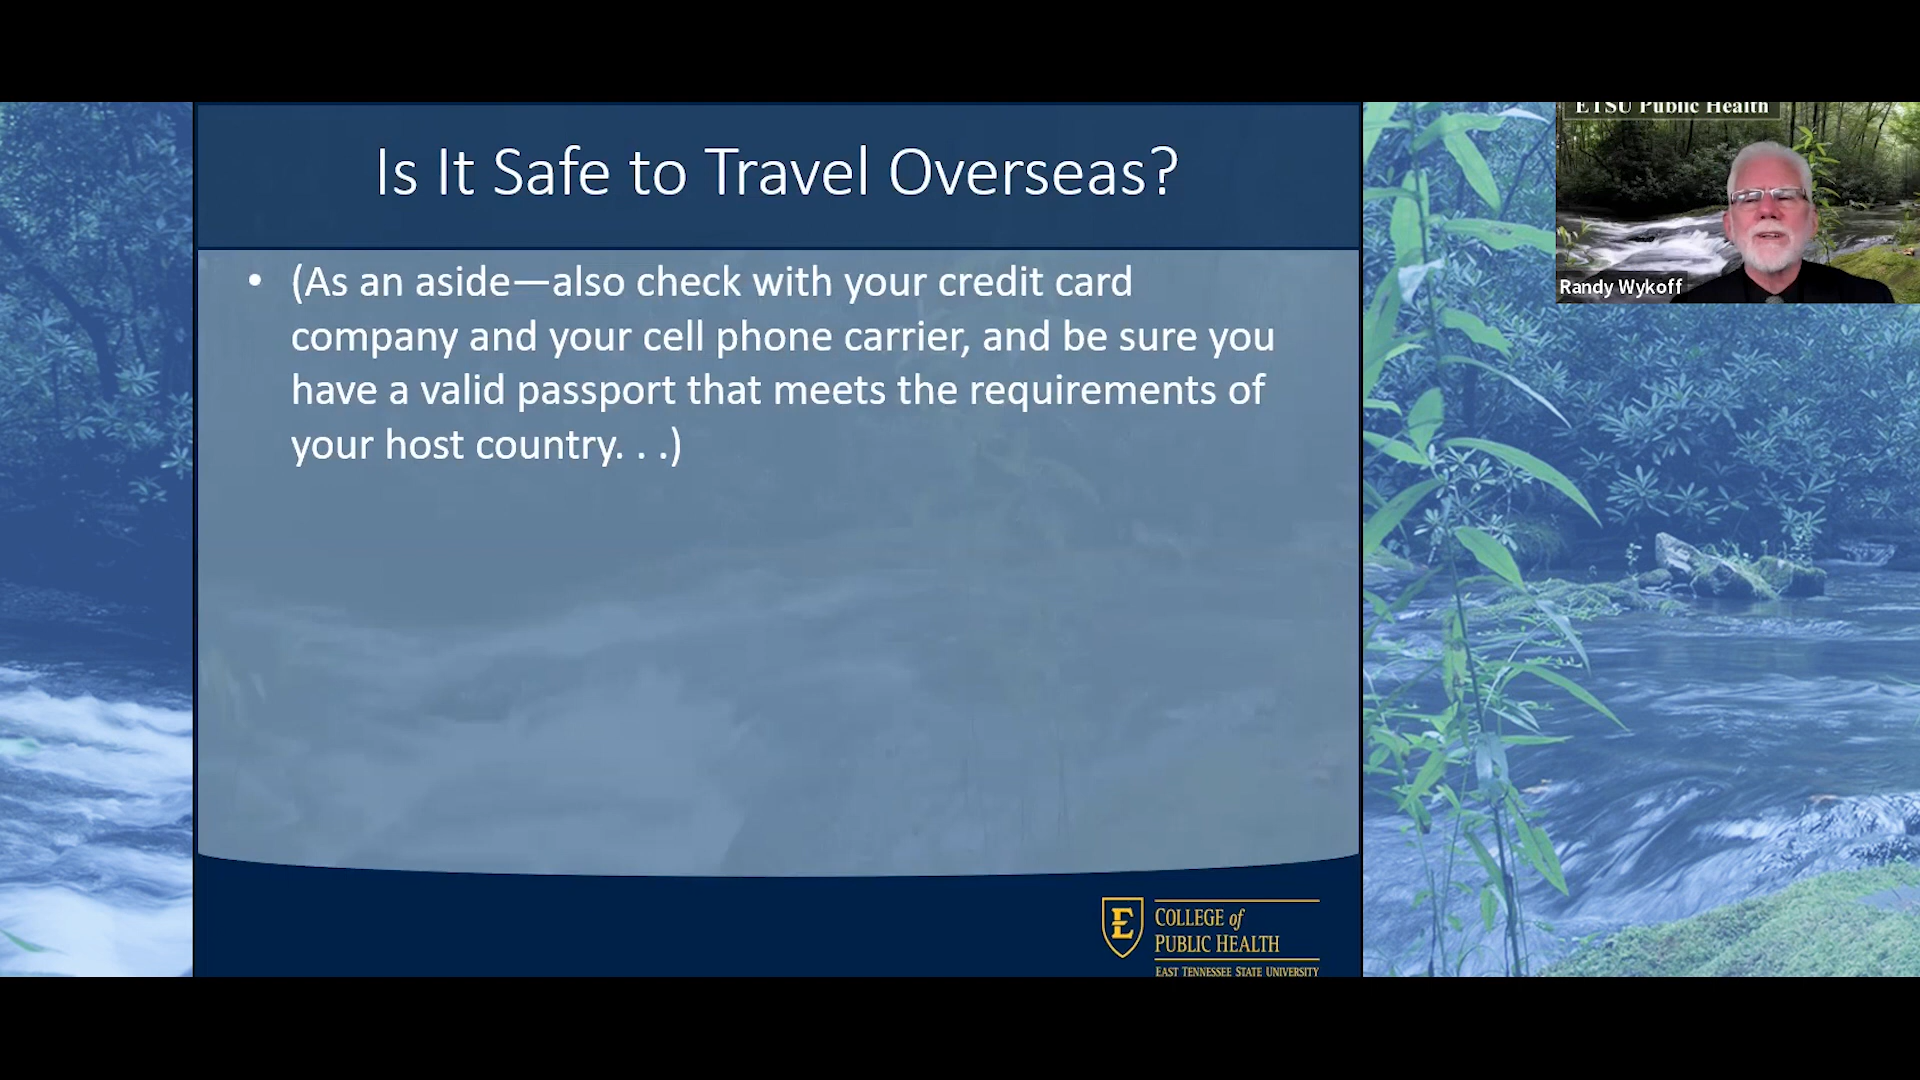 Is It Safe to Travel Overseas?
• (As an aside—also check with your credit card
company and your cell phone carrier, and be sure you
have a valid passport that meets the requirements of
your host country. . .)
ETSU Public Health
Randy Wykoff
E
COLLEGE of
PUBLIC HEALTH
EAST TENNESSEE STATE UNIVERSITY